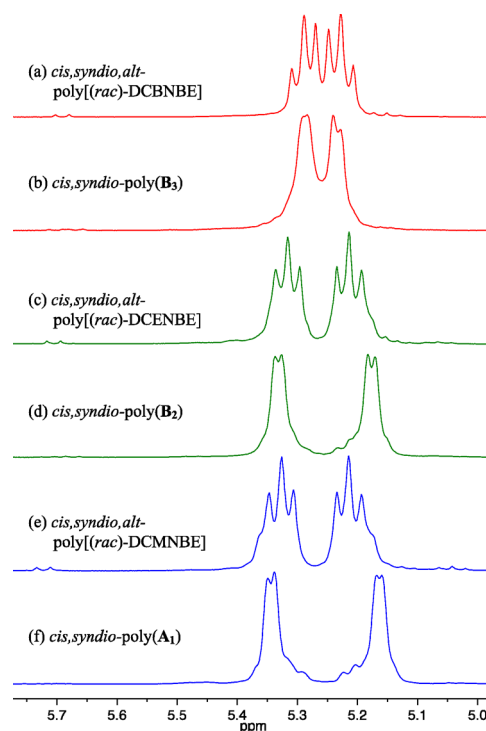 (a) cis,syndio,alt-
poly[(rac)-DCBNBE]
(b) cis,syndio-poly(B₃)
(c) cis,syndio,alt-
poly[(rac)-DCENBE]
(d) cis,syndio-poly(B₂)
(e) cis,syndio,alt-
poly[(rac)-DCMNBE]
(f) cis,syndio-poly(A₁)
5.7 5.6 5.5 5.4 5.3 5.2 5.1 5.0
ppm